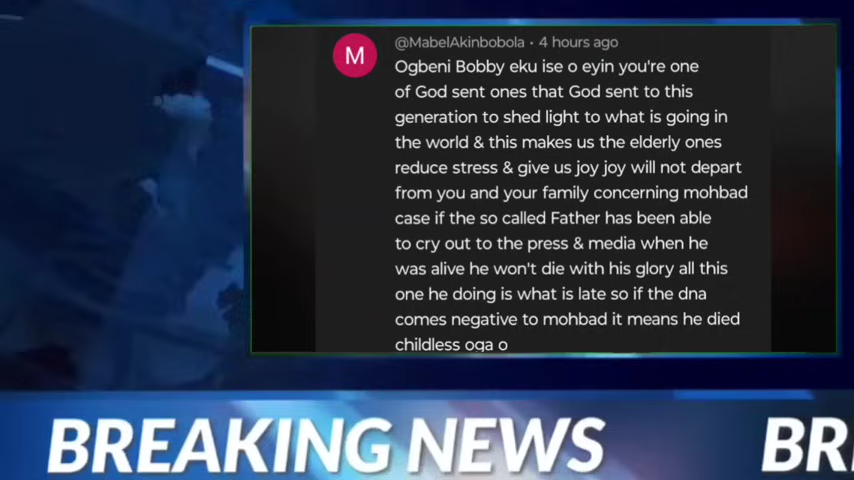 M
@MabelAkinbobola · 4 hours ago
Ogbeni Bobby eku ise o eyin you're one
of God sent ones that God sent to this
generation to shed light to what is going in
the world & this makes us the elderly ones
reduce stress & give us joy joy will not depart
from you and your family concerning mohbad
case if the so called Father has been able
to cry out to the press & media when he
was alive he won't die with his glory all this
one he doing is what is late so if the dna
comes negative to mohbad it means he died
childless oga o
BREAKING NEWS
BR